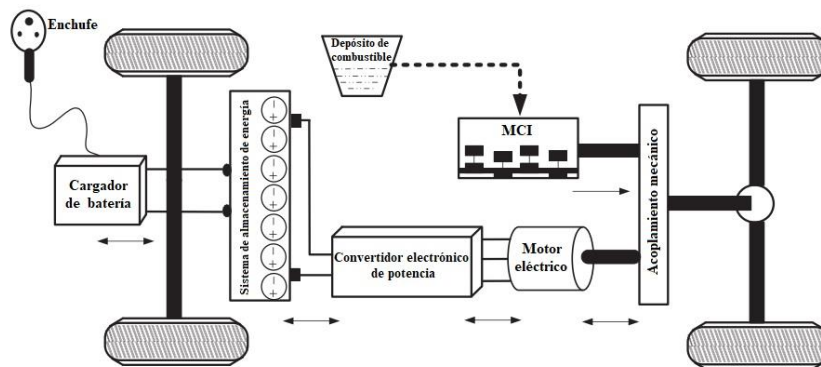 Enchufe
Depósito de
combustible
MCI
Cargador
de batería
Sistema de almacenamiento de energía
Convertidor electrónico
de potencia
Motor
eléctrico
Acoplamiento mecánico